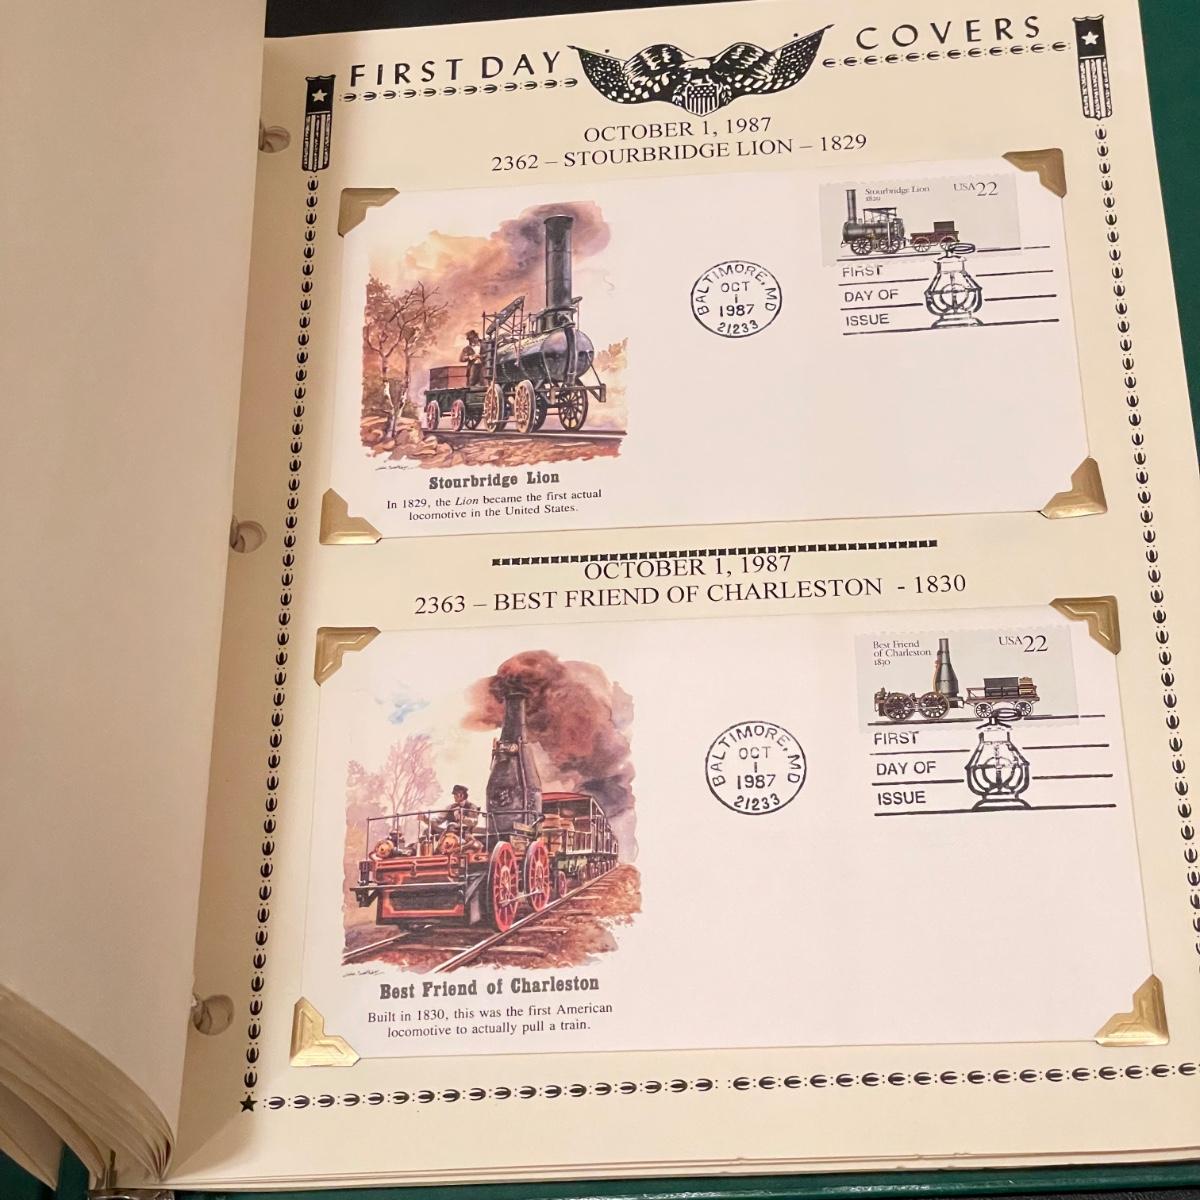 FIRST DAY COVERS
OCTOBER 1, 1987
2362 – STOURBRIDGE LION – 1829
Stourbridge Lion
1829
USA22
BALTIMORE, MD
OCT
1
1987
21233
FIRST
DAY OF
ISSUE
Stourbridge Lion
In 1829, the Lion became the first actual
locomotive in the United States.
OCTOBER 1, 1987
2363 – BEST FRIEND OF CHARLESTON - 1830
Best Friend
of Charleston
1830
USA22
BALTIMORE, MD
OCT
1
1987
21233
FIRST
DAY OF
ISSUE
Best Friend of Charleston
Built in 1830, this was the first American
locomotive to actually pull a train.